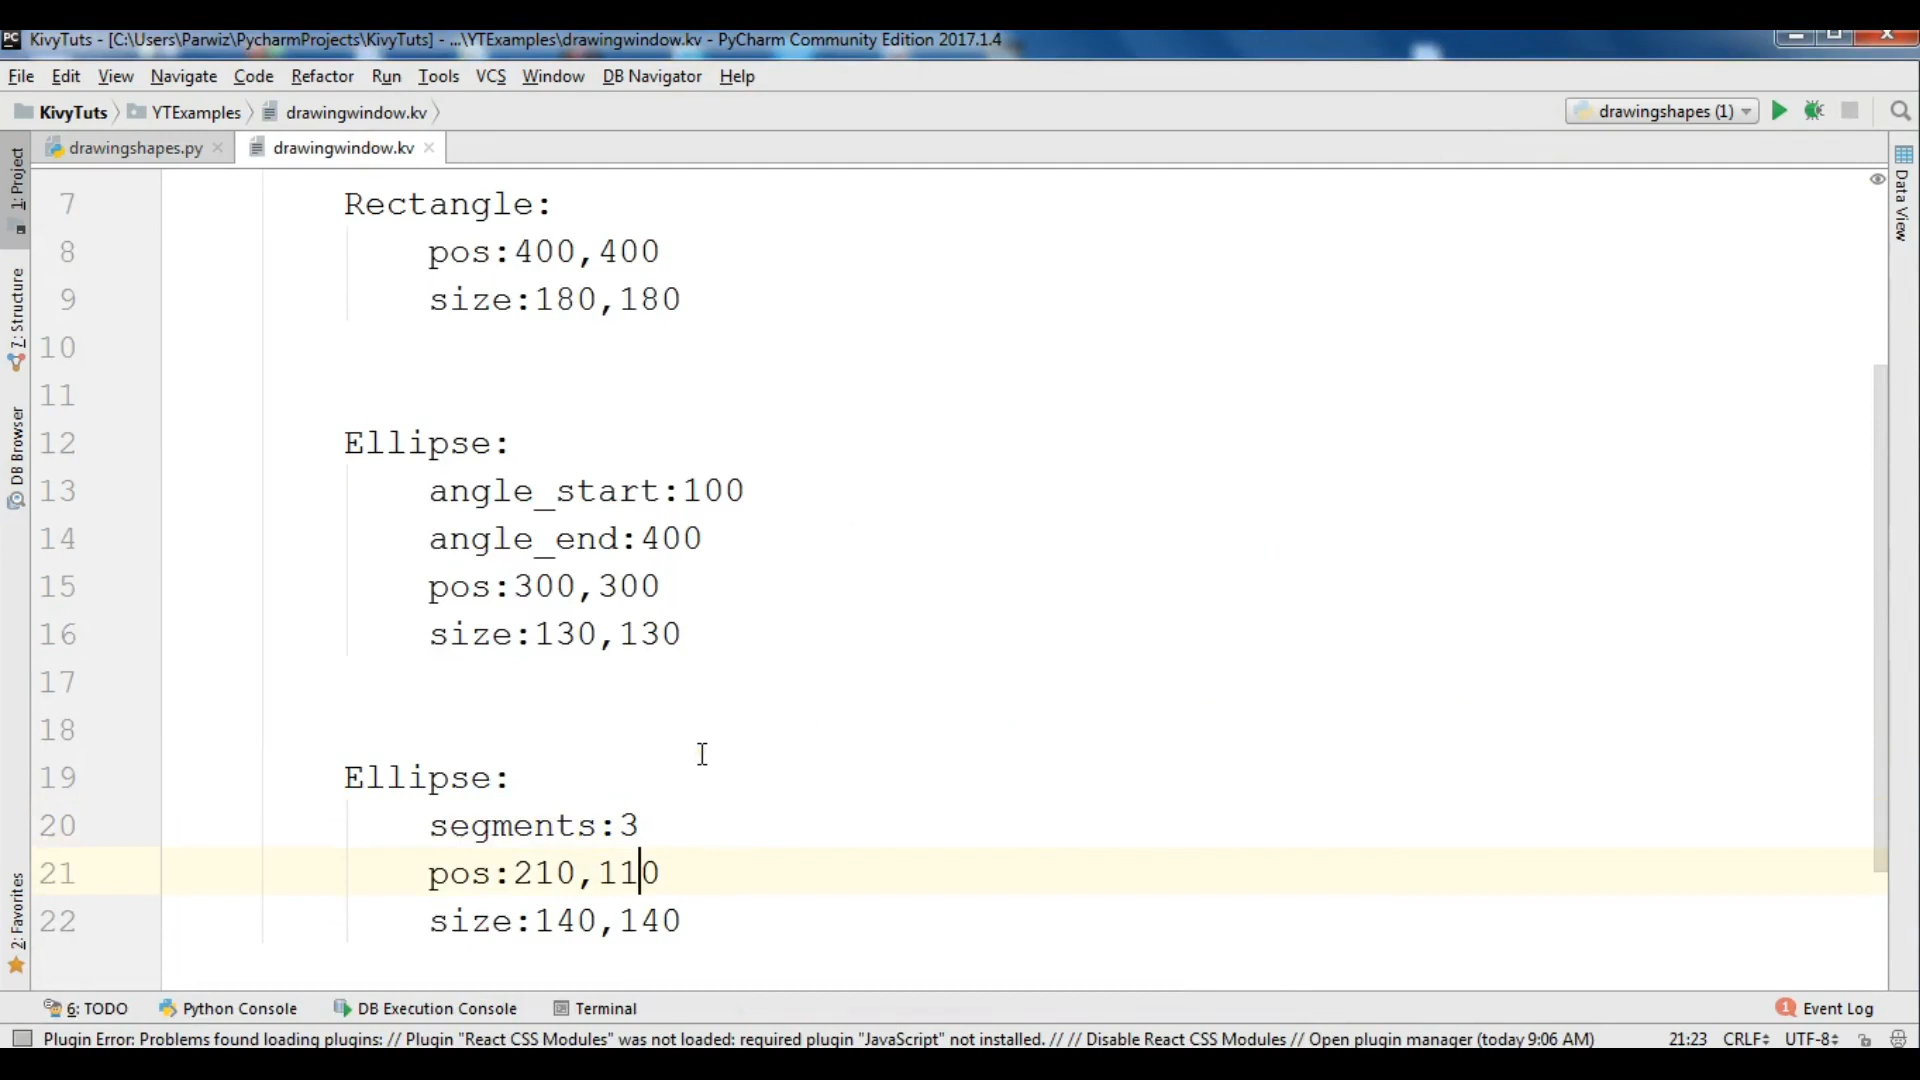 KivyTuts - [C:\Users\Parwiz\PycharmProjects\KivyTuts] - ...\YTExamples\drawingwindow.kv - PyCharm Community Edition 2017.1.4
File Edit View Navigate Code Refactor Run Tools VCS Window DB Navigator Help
KivyTuts YTExamples drawingwindow.kv drawingshapes (1)
drawingshapes.py drawingwindow.kv
1: Project
7: Structure
DB Browser
2: Favorites
Data View
7 Rectangle:
8 pos:400,400
9 size:180,180
10
11
12 Ellipse:
13 angle_start:100
14 angle_end:400
15 pos:300,300
16 size:130,130
17
18
19 Ellipse:
20 segments:3
21 pos:210,110
22 size:140,140
6: TODO Python Console DB Execution Console Terminal 1 Event Log
Plugin Error: Problems found loading plugins: // Plugin "React CSS Modules" was not loaded: required plugin "JavaScript" not installed. // // Disable React CSS Modules // Open plugin manager (today 9:06 AM) 21:23 CRLF UTF-8